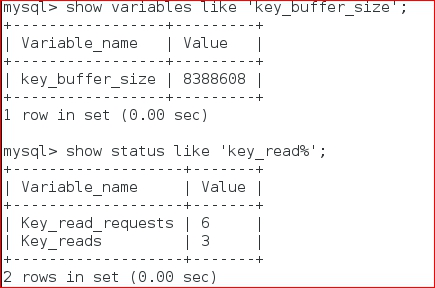 mysql> show variables like 'key_buffer_size';
+-----------------+---------+
| Variable_name   | Value   |
+-----------------+---------+
| key_buffer_size | 8388608 |
+-----------------+---------+
1 row in set (0.00 sec)

mysql> show status like 'key_read%';
+-------------------+-------+
| Variable_name     | Value |
+-------------------+-------+
| Key_read_requests | 6     |
| Key_reads         | 3     |
+-------------------+-------+
2 rows in set (0.00 sec)